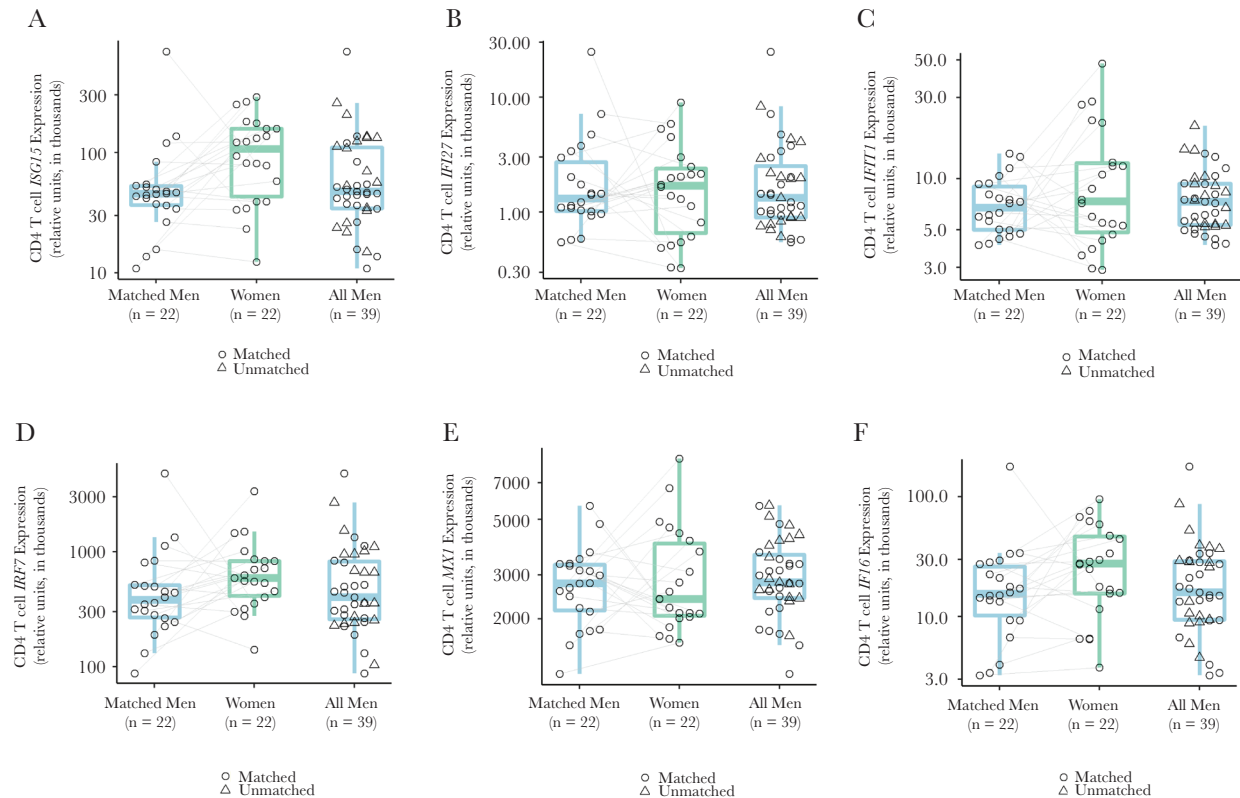 A
CD4 T cell ISG15 Expression
(relative units, in thousands)
300
100
30
10
Matched Men
(n = 22)
Women
(n = 22)
All Men
(n = 39)
Matched
Unmatched
B
CD4 T cell IFI27 Expression
(relative units, in thousands)
30.00
10.00
3.00
1.00
0.30
Matched Men
(n = 22)
Women
(n = 22)
All Men
(n = 39)
Matched
Unmatched
C
CD4 T cell IFIT1 Expression
(relative units, in thousands)
50.0
30.0
10.0
5.0
3.0
Matched Men
(n = 22)
Women
(n = 22)
All Men
(n = 39)
Matched
Unmatched
D
CD4 T cell IRF7 Expression
(relative units, in thousands)
3000
1000
300
100
Matched Men
(n = 22)
Women
(n = 22)
All Men
(n = 39)
Matched
Unmatched
E
CD4 T cell MX1 Expression
(relative units, in thousands)
7000
5000
3000
2000
Matched Men
(n = 22)
Women
(n = 22)
All Men
(n = 39)
Matched
Unmatched
F
CD4 T cell IF16 Expression
(relative units, in thousands)
100.0
30.0
10.0
3.0
Matched Men
(n = 22)
Women
(n = 22)
All Men
(n = 39)
Matched
Unmatched